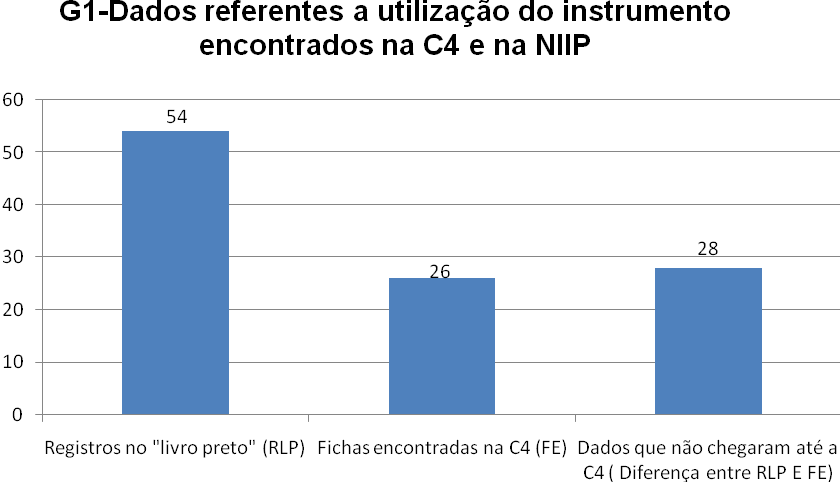 G1-Dados referentes a utilização do instrumento
encontrados na C4 e na NIIP
60
50
40
30
20
10
0
54
26
28
Registros no "livro preto" (RLP)
Fichas encontradas na C4 (FE)
Dados que não chegaram até a
C4 ( Diferença entre RLP E FE)